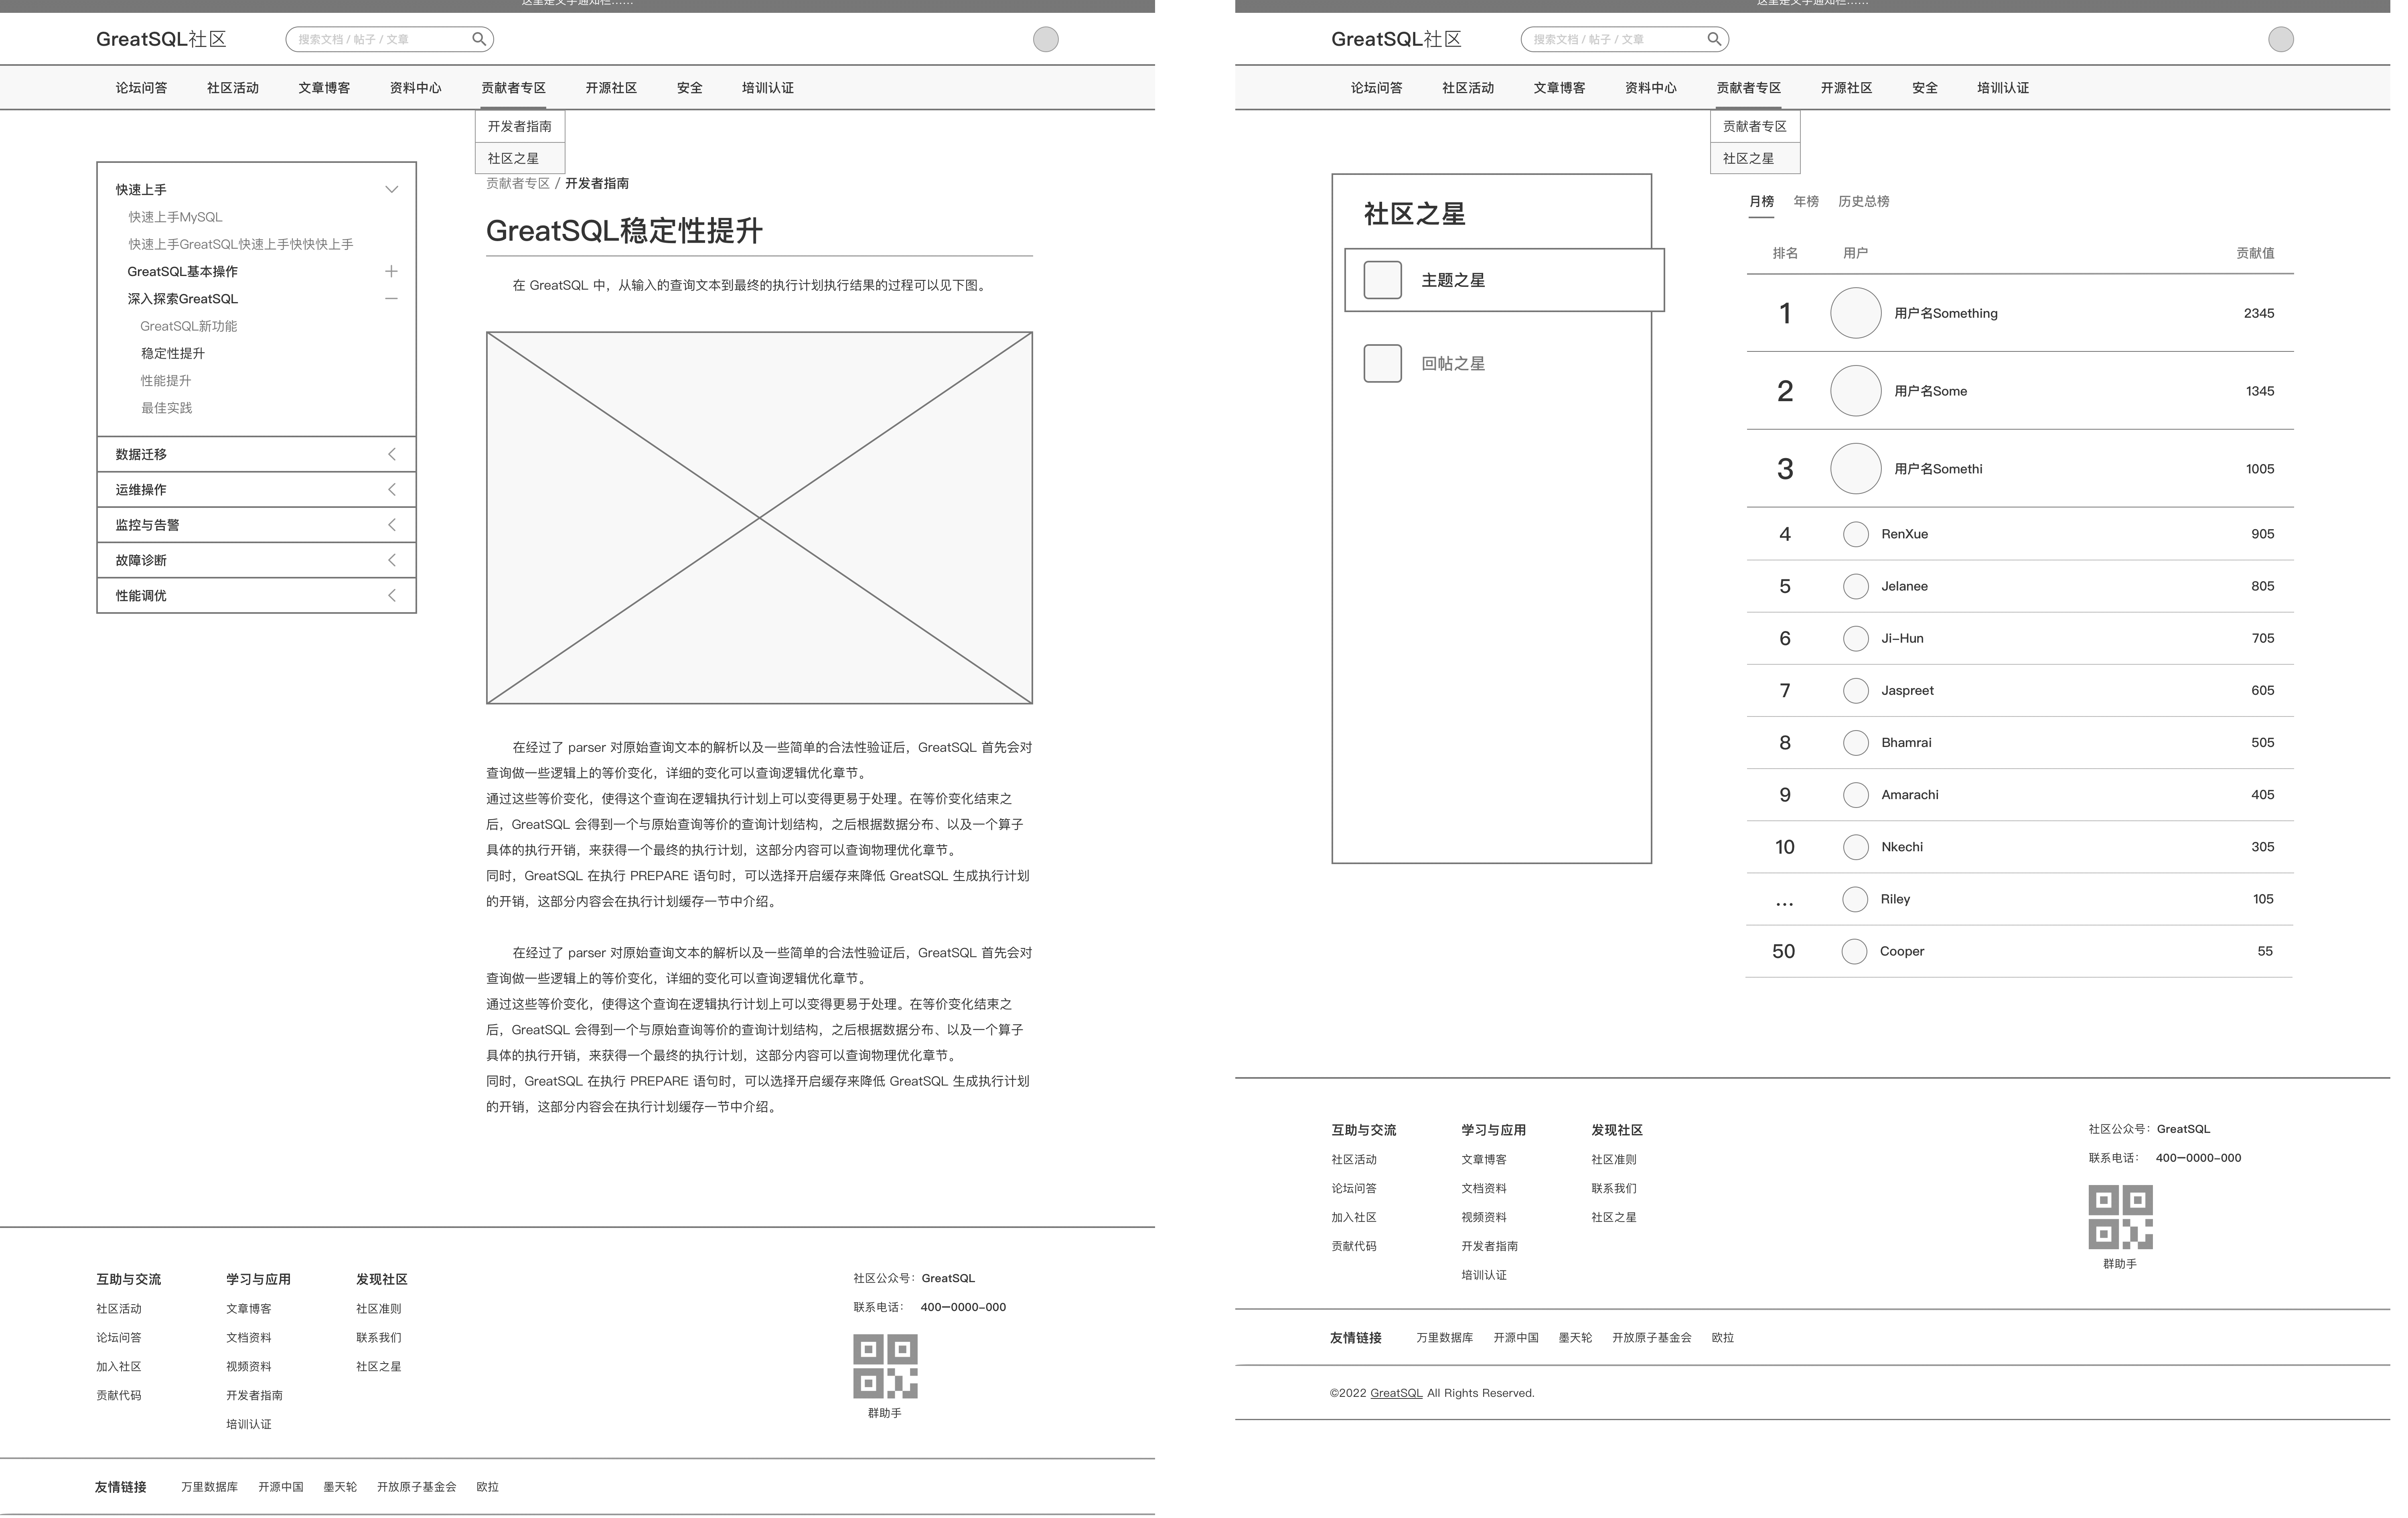 这里是文字通知栏……
GreatSQL社区
搜索文档 / 帖子 / 文章
论坛问答 社区活动 文章博客 资料中心 贡献者专区 开源社区 安全 培训认证
开发者指南
社区之星
快速上手
快速上手MySQL
快速上手GreatSQL快速上手快快快上手
GreatSQL基本操作
深入探索GreatSQL
GreatSQL新功能
稳定性提升
性能提升
最佳实践
数据迁移
运维操作
监控与告警
故障诊断
性能调优
贡献者专区 / 开发者指南
GreatSQL稳定性提升
在 GreatSQL 中，从输入的查询文本到最终的执行计划执行结果的过程可以见下图。
在经过了 parser 对原始查询文本的解析以及一些简单的合法性验证后，GreatSQL 首先会对
查询做一些逻辑上的等价变化，详细的变化可以查询逻辑优化章节。
通过这些等价变化，使得这个查询在逻辑执行计划上可以变得更易于处理。在等价变化结束之
后，GreatSQL 会得到一个与原始查询等价的查询计划结构，之后根据数据分布、以及一个算子
具体的执行开销，来获得一个最终的执行计划，这部分内容可以查询物理优化章节。
同时，GreatSQL 在执行 PREPARE 语句时，可以选择开启缓存来降低 GreatSQL 生成执行计划
的开销，这部分内容会在执行计划缓存一节中介绍。
在经过了 parser 对原始查询文本的解析以及一些简单的合法性验证后，GreatSQL 首先会对
查询做一些逻辑上的等价变化，详细的变化可以查询逻辑优化章节。
通过这些等价变化，使得这个查询在逻辑执行计划上可以变得更易于处理。在等价变化结束之
后，GreatSQL 会得到一个与原始查询等价的查询计划结构，之后根据数据分布、以及一个算子
具体的执行开销，来获得一个最终的执行计划，这部分内容可以查询物理优化章节。
同时，GreatSQL 在执行 PREPARE 语句时，可以选择开启缓存来降低 GreatSQL 生成执行计划
的开销，这部分内容会在执行计划缓存一节中介绍。
互助与交流
社区活动
论坛问答
加入社区
贡献代码
学习与应用
文章博客
文档资料
视频资料
开发者指南
培训认证
发现社区
社区准则
联系我们
社区之星
社区公众号：GreatSQL
联系电话： 400—0000-000
群助手
友情链接 万里数据库 开源中国 墨天轮 开放原子基金会 欧拉
这里是文字通知栏……
GreatSQL社区
搜索文档 / 帖子 / 文章
论坛问答 社区活动 文章博客 资料中心 贡献者专区 开源社区 安全 培训认证
贡献者专区
社区之星
社区之星
主题之星
回帖之星
月榜 年榜 历史总榜
排名 用户 贡献值
1 用户名Something 2345
2 用户名Some 1345
3 用户名Somethi 1005
4 RenXue 905
5 Jelanee 805
6 Ji-Hun 705
7 Jaspreet 605
8 Bhamrai 505
9 Amarachi 405
10 Nkechi 305
... Riley 105
50 Cooper 55
互助与交流
社区活动
论坛问答
加入社区
贡献代码
学习与应用
文章博客
文档资料
视频资料
开发者指南
培训认证
发现社区
社区准则
联系我们
社区之星
社区公众号：GreatSQL
联系电话： 400—0000-000
群助手
友情链接 万里数据库 开源中国 墨天轮 开放原子基金会 欧拉
©2022 GreatSQL All Rights Reserved.